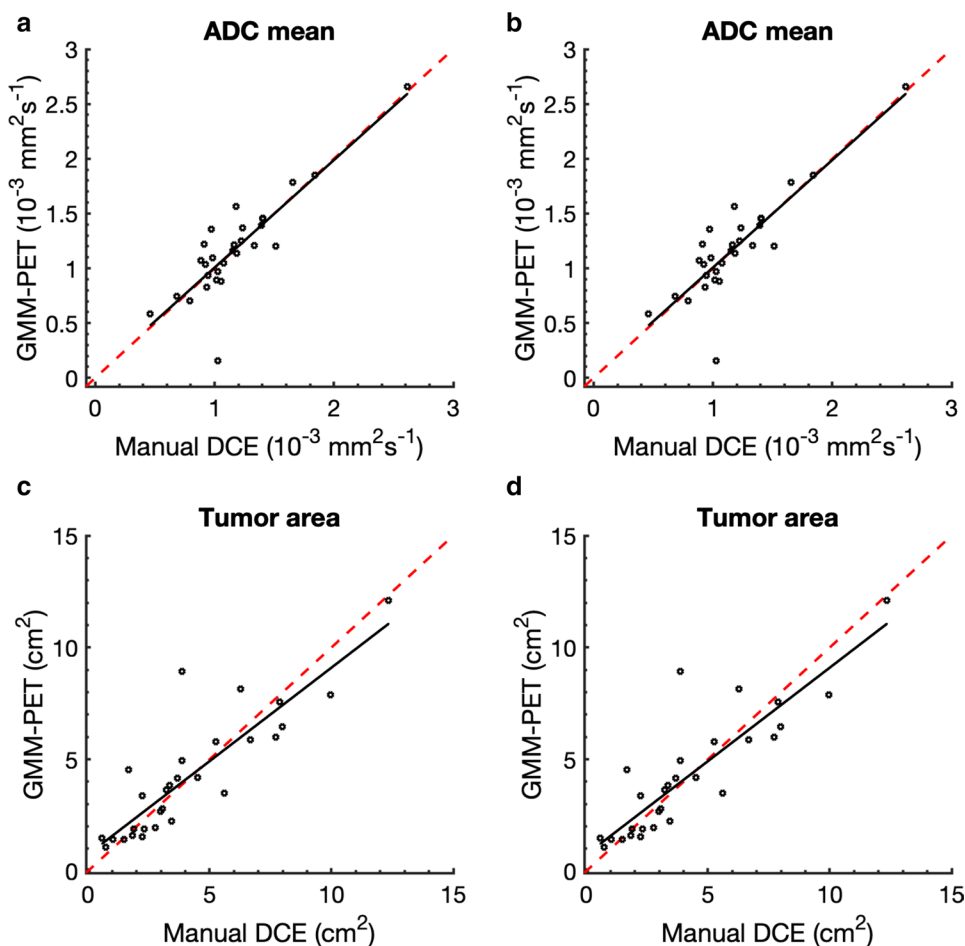 a
ADC mean
3
2.5
2
1.5
1
0.5
0
GMM-PET (10⁻³ mm²s⁻¹)
0 1 2 3
Manual DCE (10⁻³ mm²s⁻¹)
b
ADC mean
3
2.5
2
1.5
1
0.5
0
GMM-PET (10⁻³ mm²s⁻¹)
0 1 2 3
Manual DCE (10⁻³ mm²s⁻¹)
c
Tumor area
15
10
5
0
GMM-PET (cm²)
0 5 10 15
Manual DCE (cm²)
d
Tumor area
15
10
5
0
GMM-PET (cm²)
0 5 10 15
Manual DCE (cm²)